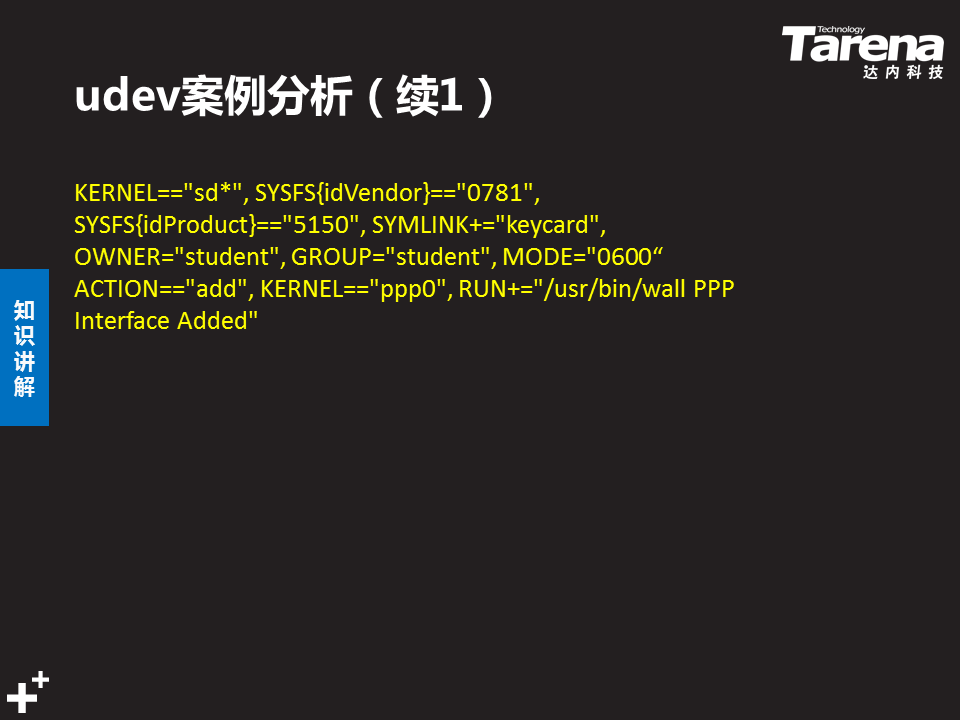 Technology
Tarena
达内科技
udev案例分析（续1）
KERNEL=="sd*", SYSFS{idVendor}=="0781",
SYSFS{idProduct}=="5150", SYMLINK+="keycard",
OWNER="student", GROUP="student", MODE="0600“
ACTION=="add", KERNEL=="ppp0", RUN+="/usr/bin/wall PPP
Interface Added"
知
识
讲
解